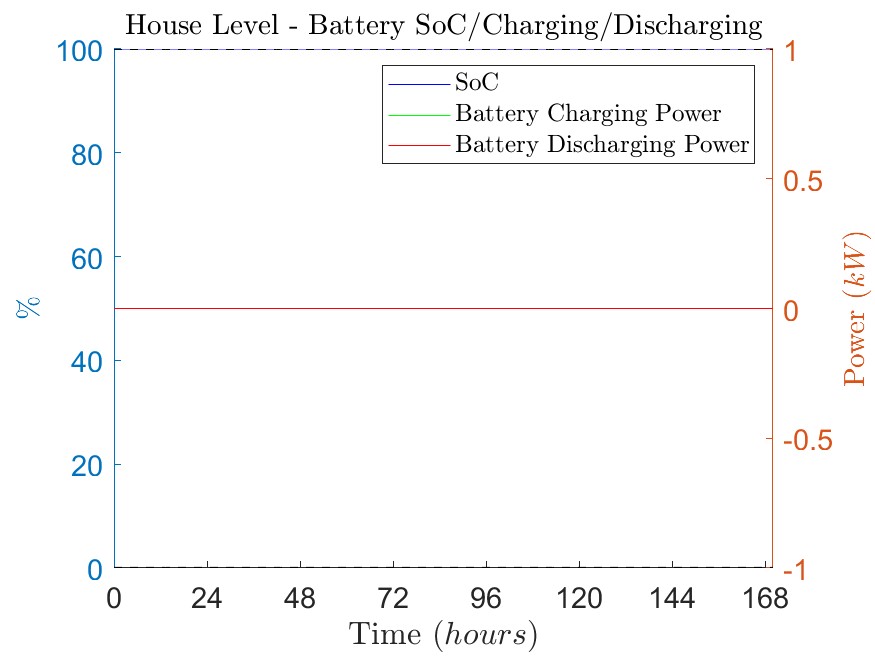 House Level - Battery SoC/Charging/Discharging
100
80
60
40
20
0
%
SoC
Battery Charging Power
Battery Discharging Power
1
0.5
0
-0.5
-1
Power (kW)
0 24 48 72 96 120 144 168
Time (hours)